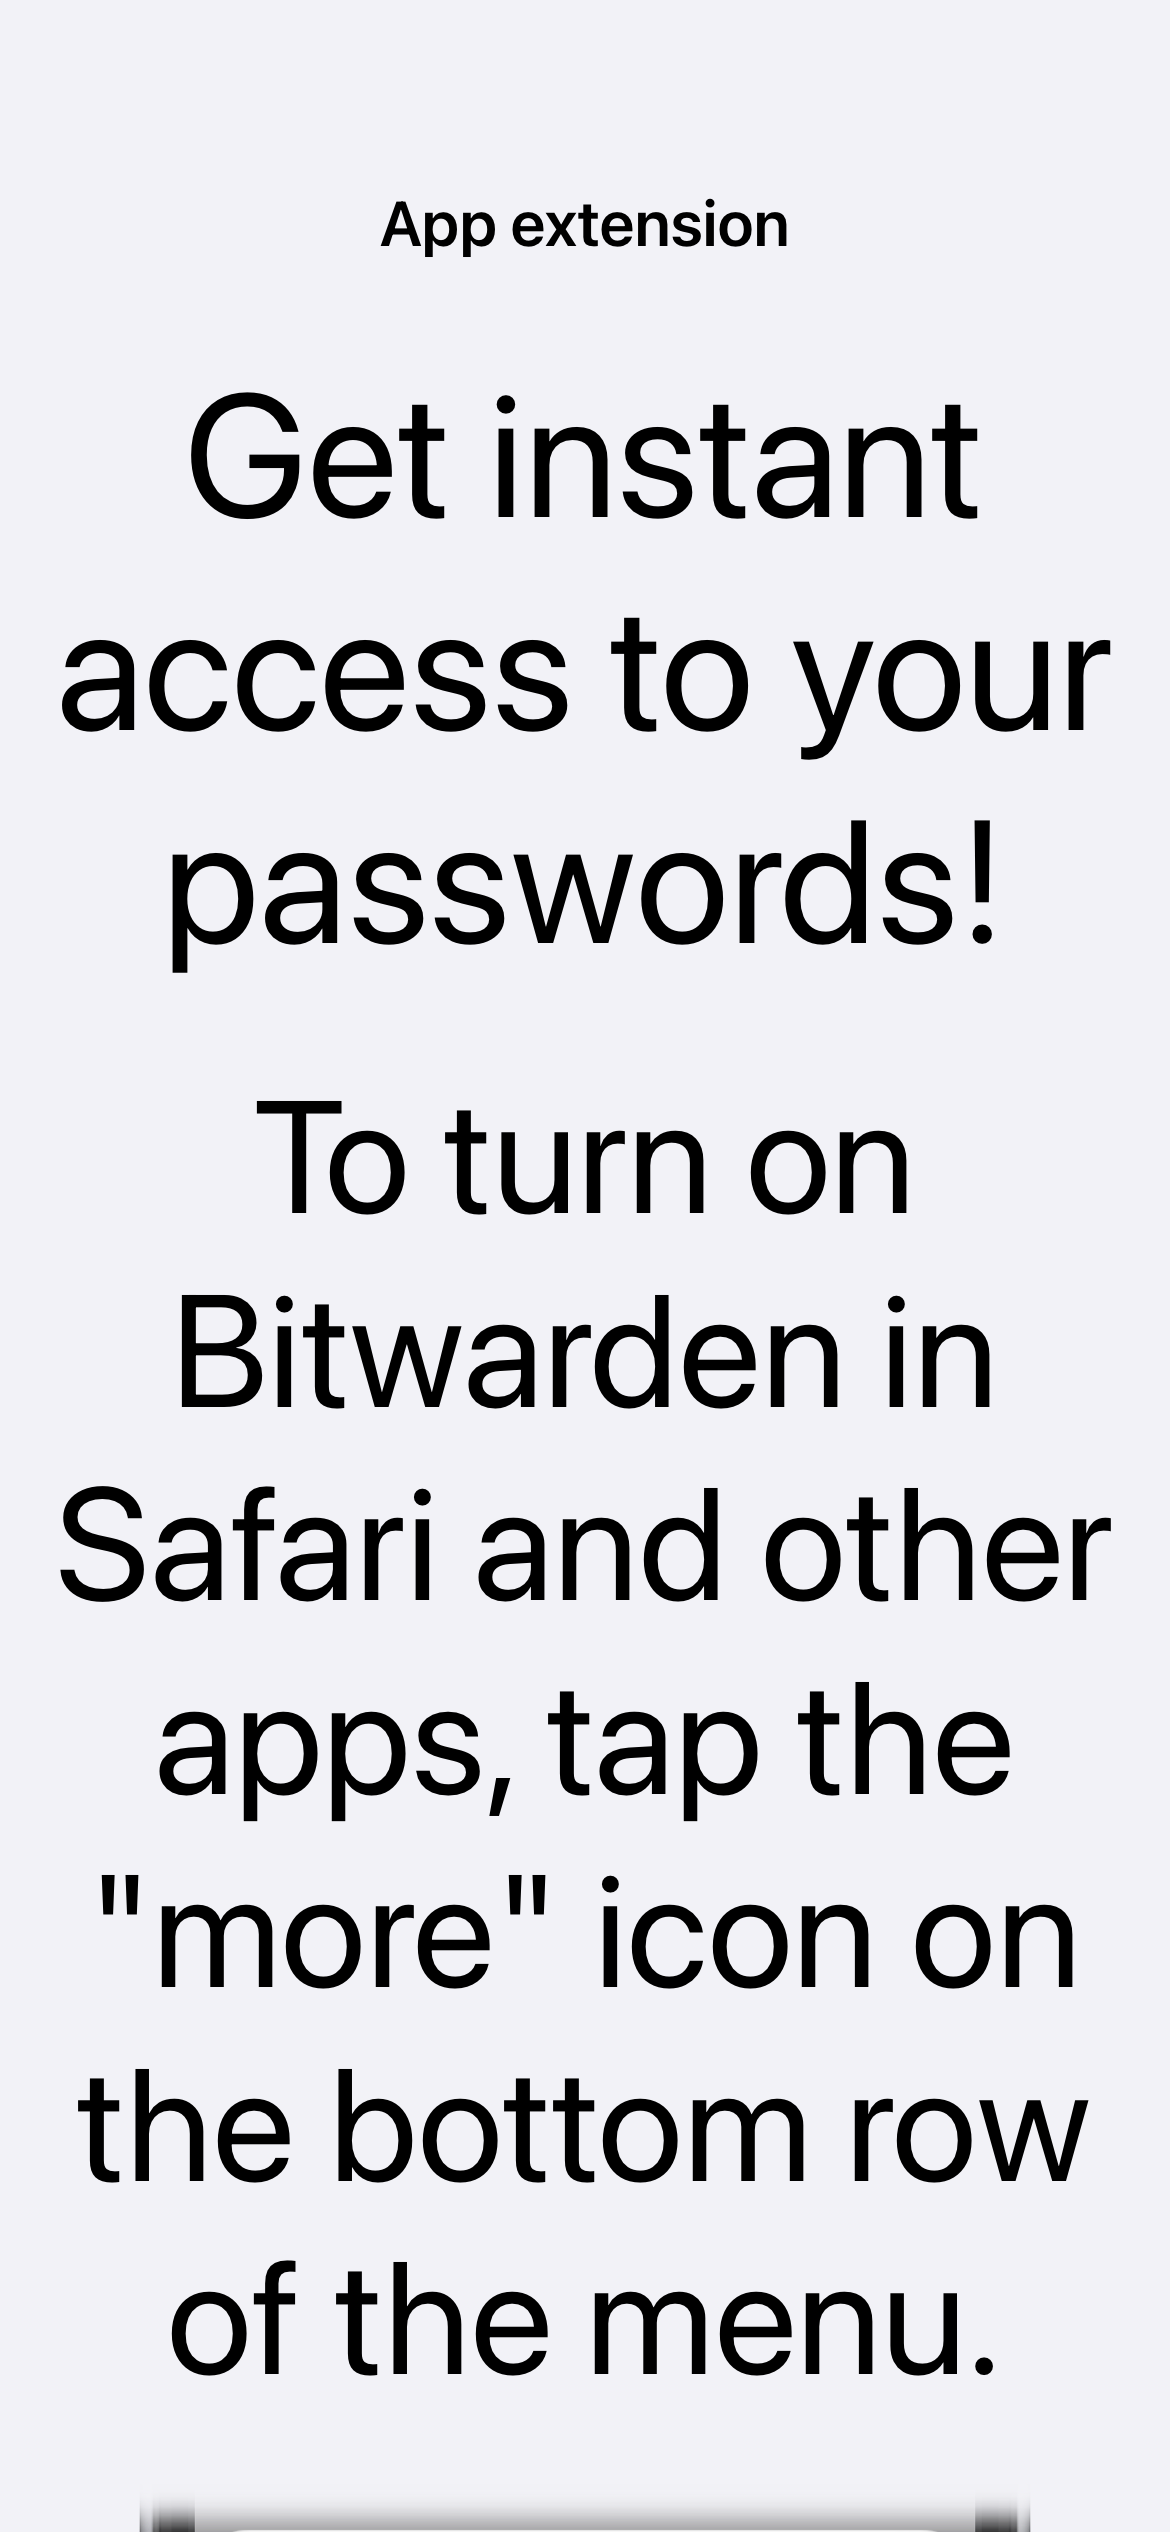 App extension
Get instant
access to your
passwords!
To turn on
Bitwarden in
Safari and other
apps, tap the
"more" icon on
the bottom row
of the menu.